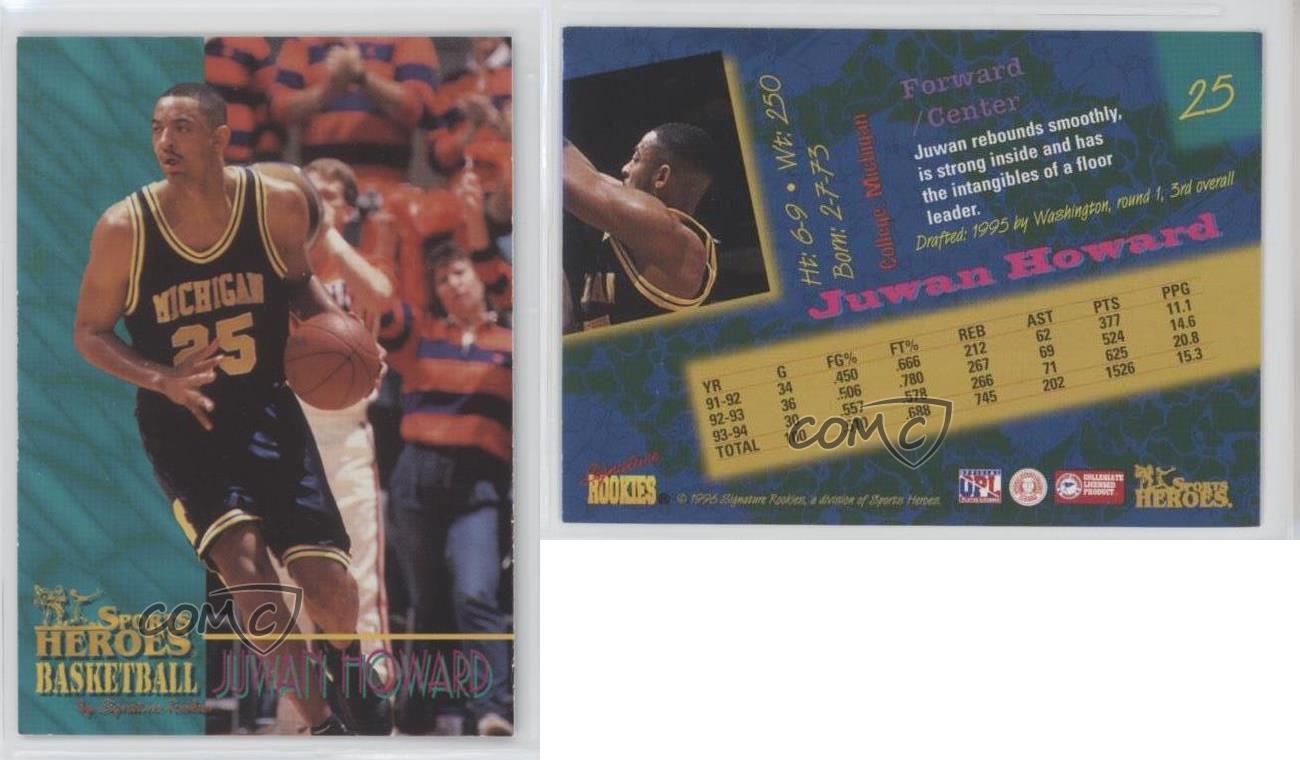 MICHIGAN
25
SPORTS
HEROES
BASKETBALL
by Signature Rookies
JUWAN HOWARD
COMC
25
Ht: 6-9 • Wt: 250
Born: 2-7-73
College: Michigan
Forward
/Center
Juwan rebounds smoothly,
is strong inside and has
the intangibles of a floor
leader.
Drafted: 1995 by Washington, round 1, 3rd overall
Juwan Howard
YR G FG% FT% REB AST PTS PPG
91-92 34 .450 .666 212 62 377 11.1
92-93 36 .506 .780 267 69 524 14.6
93-94 30 .557 .578 266 71 625 20.8
TOTAL 100 .688 745 202 1526 15.3
COMC
Signature
ROOKIES
© 1995 Signature Rookies, a division of Sports Heroes.
UPL
COLLEGIATE
LICENSED
PRODUCT
SPORTS
HEROES.